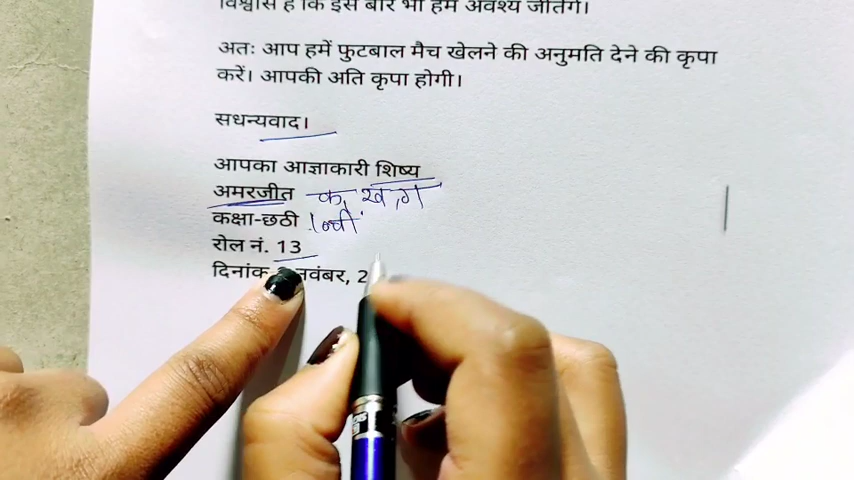 विश्वास है कि इस बार भी हम अवश्य जीतेंगे।
अतः आप हमें फुटबाल मैच खेलने की अनुमति देने की कृपा
करें। आपकी अति कृपा होगी।
सधन्यवाद।
आपका आज्ञाकारी शिष्य
अमरजीत क, ख, ग
कक्षा-छठी
रोल नं. 13
दिनांक नवंबर, 2